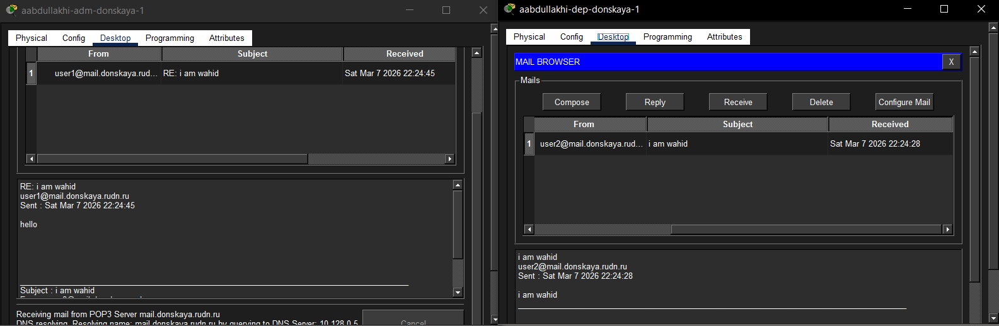 aabdullakhi-adm-donskaya-1
Physical Config Desktop Programming Attributes
From Subject Received
1 user1@mail.donskaya.rud... RE: i am wahid Sat Mar 7 2026 22:24:45
RE: i am wahid
user1@mail.donskaya.rudn.ru
Sent : Sat Mar 7 2026 22:24:45
hello
Subject : i am wahid
Receiving mail from POP3 Server mail.donskaya.rudn.ru
DNS resolving. Resolving name: mail.donskaya.rudn.ru by querying to DNS Server: 10.128.0.5
Cancel
aabdullakhi-dep-donskaya-1
Physical Config Desktop Programming Attributes
MAIL BROWSER X
Mails
Compose Reply Receive Delete Configure Mail
From Subject Received
1 user2@mail.donskaya.rud... i am wahid Sat Mar 7 2026 22:24:28
i am wahid
user2@mail.donskaya.rudn.ru
Sent : Sat Mar 7 2026 22:24:28
i am wahid